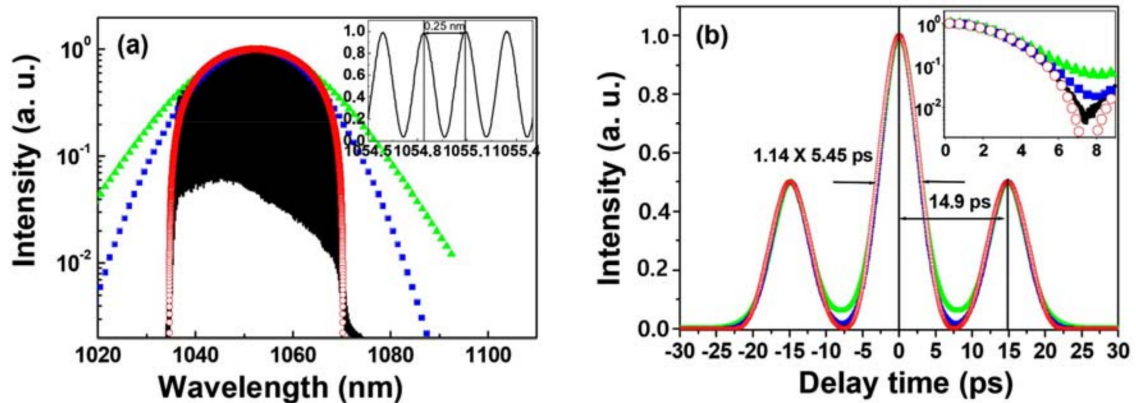 (a)
Intensity (a. u.)
10⁰
10⁻¹
10⁻²
1020 1040 1060 1080 1100
Wavelength (nm)
0.25 nm
1.0
0.8
0.6
0.4
0.2
0.0
1054.5 1054.8 1055.1 1055.4
(b)
Intensity (a. u.)
1.0
0.8
0.6
0.4
0.2
0.0
1.14 X 5.45 ps
14.9 ps
-30 -25 -20 -15 -10 -5 0 5 10 15 20 25 30
Delay time (ps)
10⁰
10⁻¹
10⁻²
0 2 4 6 8